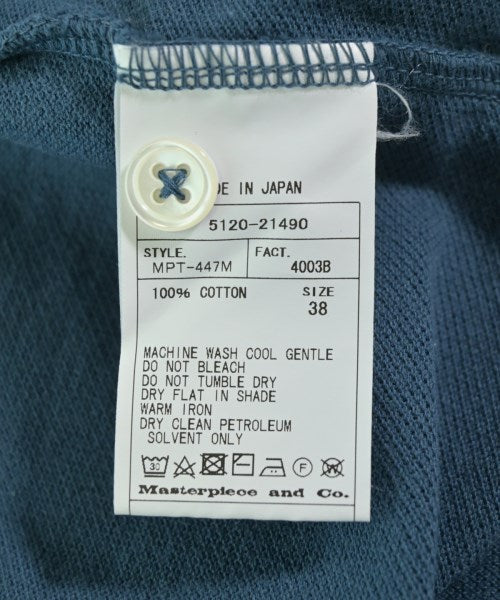 DE IN JAPAN
5120-21490
STYLE. FACT.
MPT-447M 4003B
100% COTTON SIZE
38
MACHINE WASH COOL GENTLE
DO NOT BLEACH
DO NOT TUMBLE DRY
DRY FLAT IN SHADE
WARM IRON
DRY CLEAN PETROLEUM
SOLVENT ONLY
30 F
Masterpiece and Co.